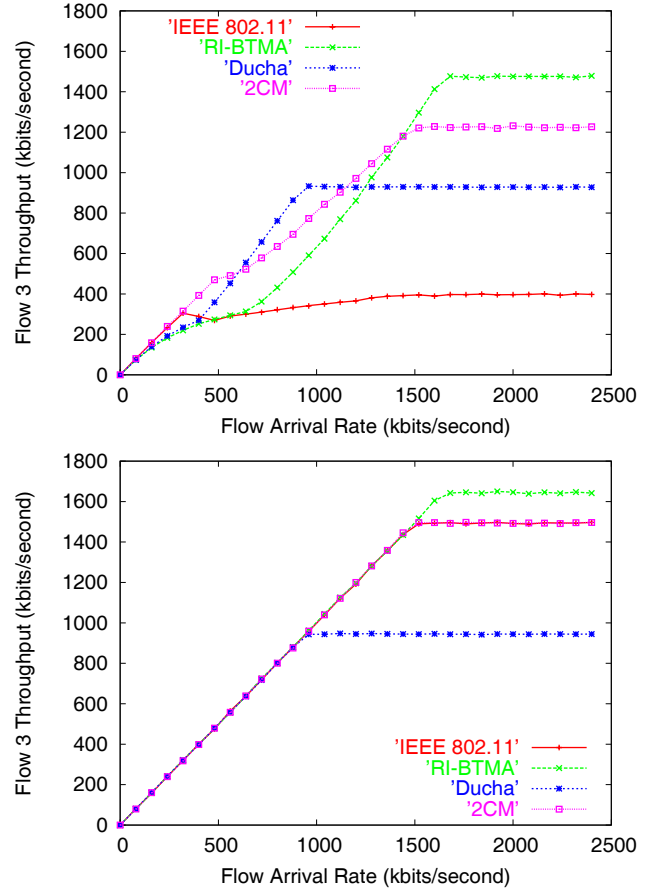 1800
1600
1400
1200
1000
800
600
400
200
0
Flow 3 Throughput (kbits/second)
'IEEE 802.11'
'RI-BTMA'
'Ducha'
'2CM'
0 500 1000 1500 2000 2500
Flow Arrival Rate (kbits/second)
1800
1600
1400
1200
1000
800
600
400
200
0
Flow 3 Throughput (kbits/second)
'IEEE 802.11'
'RI-BTMA'
'Ducha'
'2CM'
0 500 1000 1500 2000 2500
Flow Arrival Rate (kbits/second)